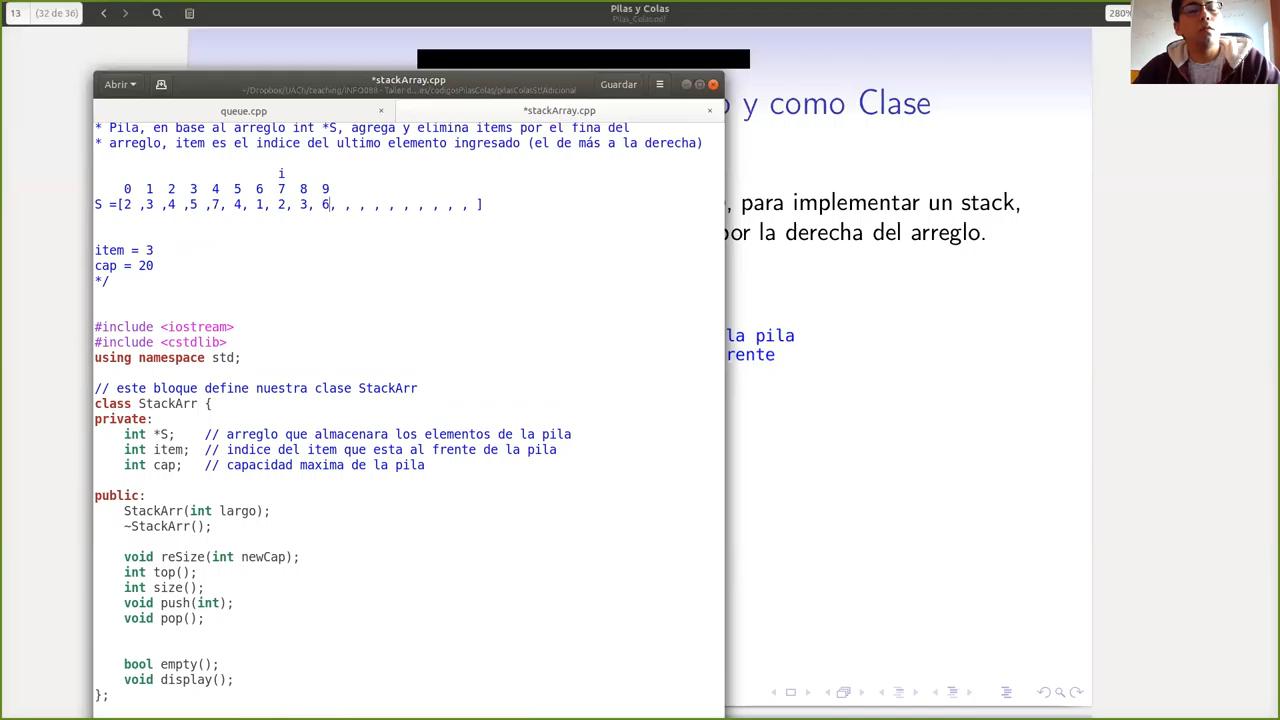 13 (32 de 36)
Pilas y Colas
Pilas_Colas.pdf
280%
o y como Clase
Abrir
*stackArray.cpp
Guardar
queue.cpp
*stackArray.cpp
* Pila, en base al arreglo int *S, agrega y elimina items por el fina del
* arreglo, item es el indice del ultimo elemento ingresado (el de más a la derecha)
i
0 1 2 3 4 5 6 7 8 9
S =[2 ,3 ,4 ,5 ,7, 4, 1, 2, 3, 6, , , , , , , , , , ]
, para implementar un stack,
por la derecha del arreglo.
item = 3
cap = 20
*/
#include <iostream>
#include <cstdlib>
using namespace std;
la pila
rente
// este bloque define nuestra clase StackArr
class StackArr {
private:
int *S; // arreglo que almacenara los elementos de la pila
int item; // indice del item que esta al frente de la pila
int cap; // capacidad maxima de la pila
public:
StackArr(int largo);
~StackArr();
void reSize(int newCap);
int top();
int size();
void push(int);
void pop();
bool empty();
void display();
};